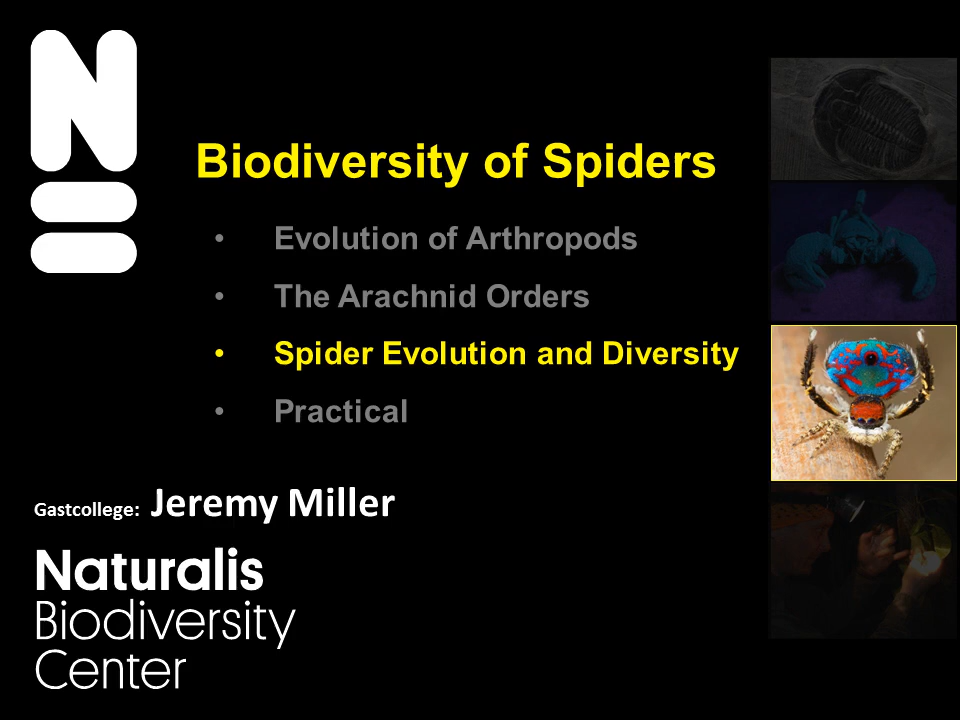 Biodiversity of Spiders
• Evolution of Arthropods
• The Arachnid Orders
• Spider Evolution and Diversity
• Practical
Gastcollege: Jeremy Miller
Naturalis
Biodiversity
Center